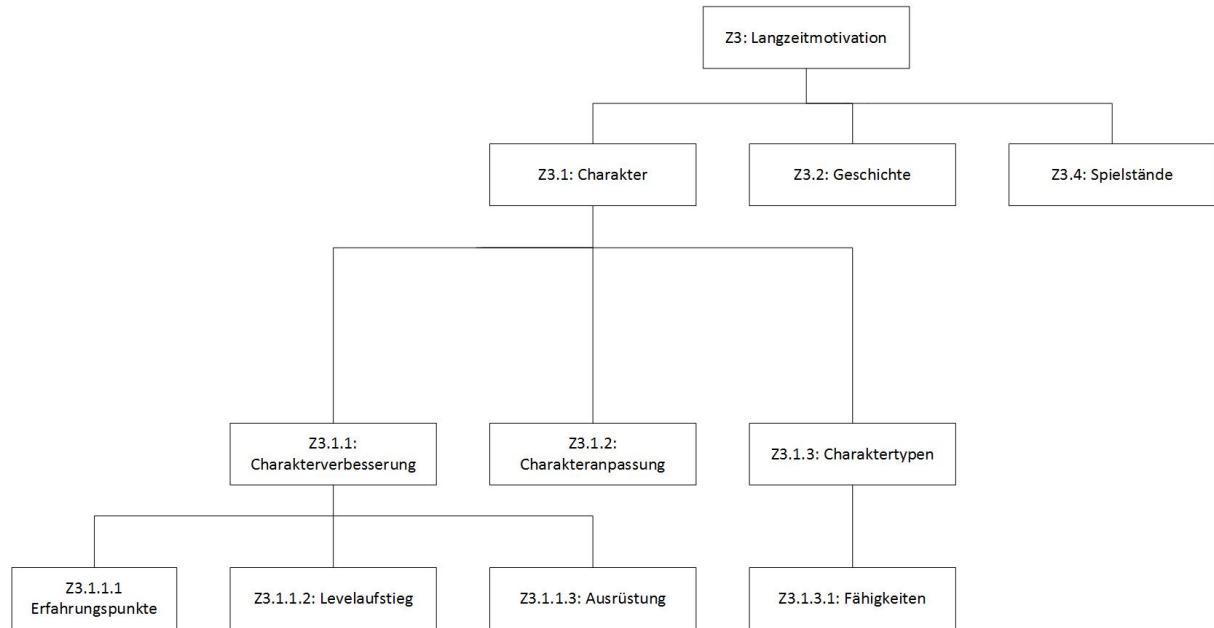 Z3: Langzeitmotivation
Z3.1: Charakter
Z3.2: Geschichte
Z3.4: Spielstände
Z3.1.1:
Charakterverbesserung
Z3.1.2:
Charakteranpassung
Z3.1.3: Charaktertypen
Z3.1.1.1
Erfahrungspunkte
Z3.1.1.2: Levelaufstieg
Z3.1.1.3: Ausrüstung
Z3.1.3.1: Fähigkeiten